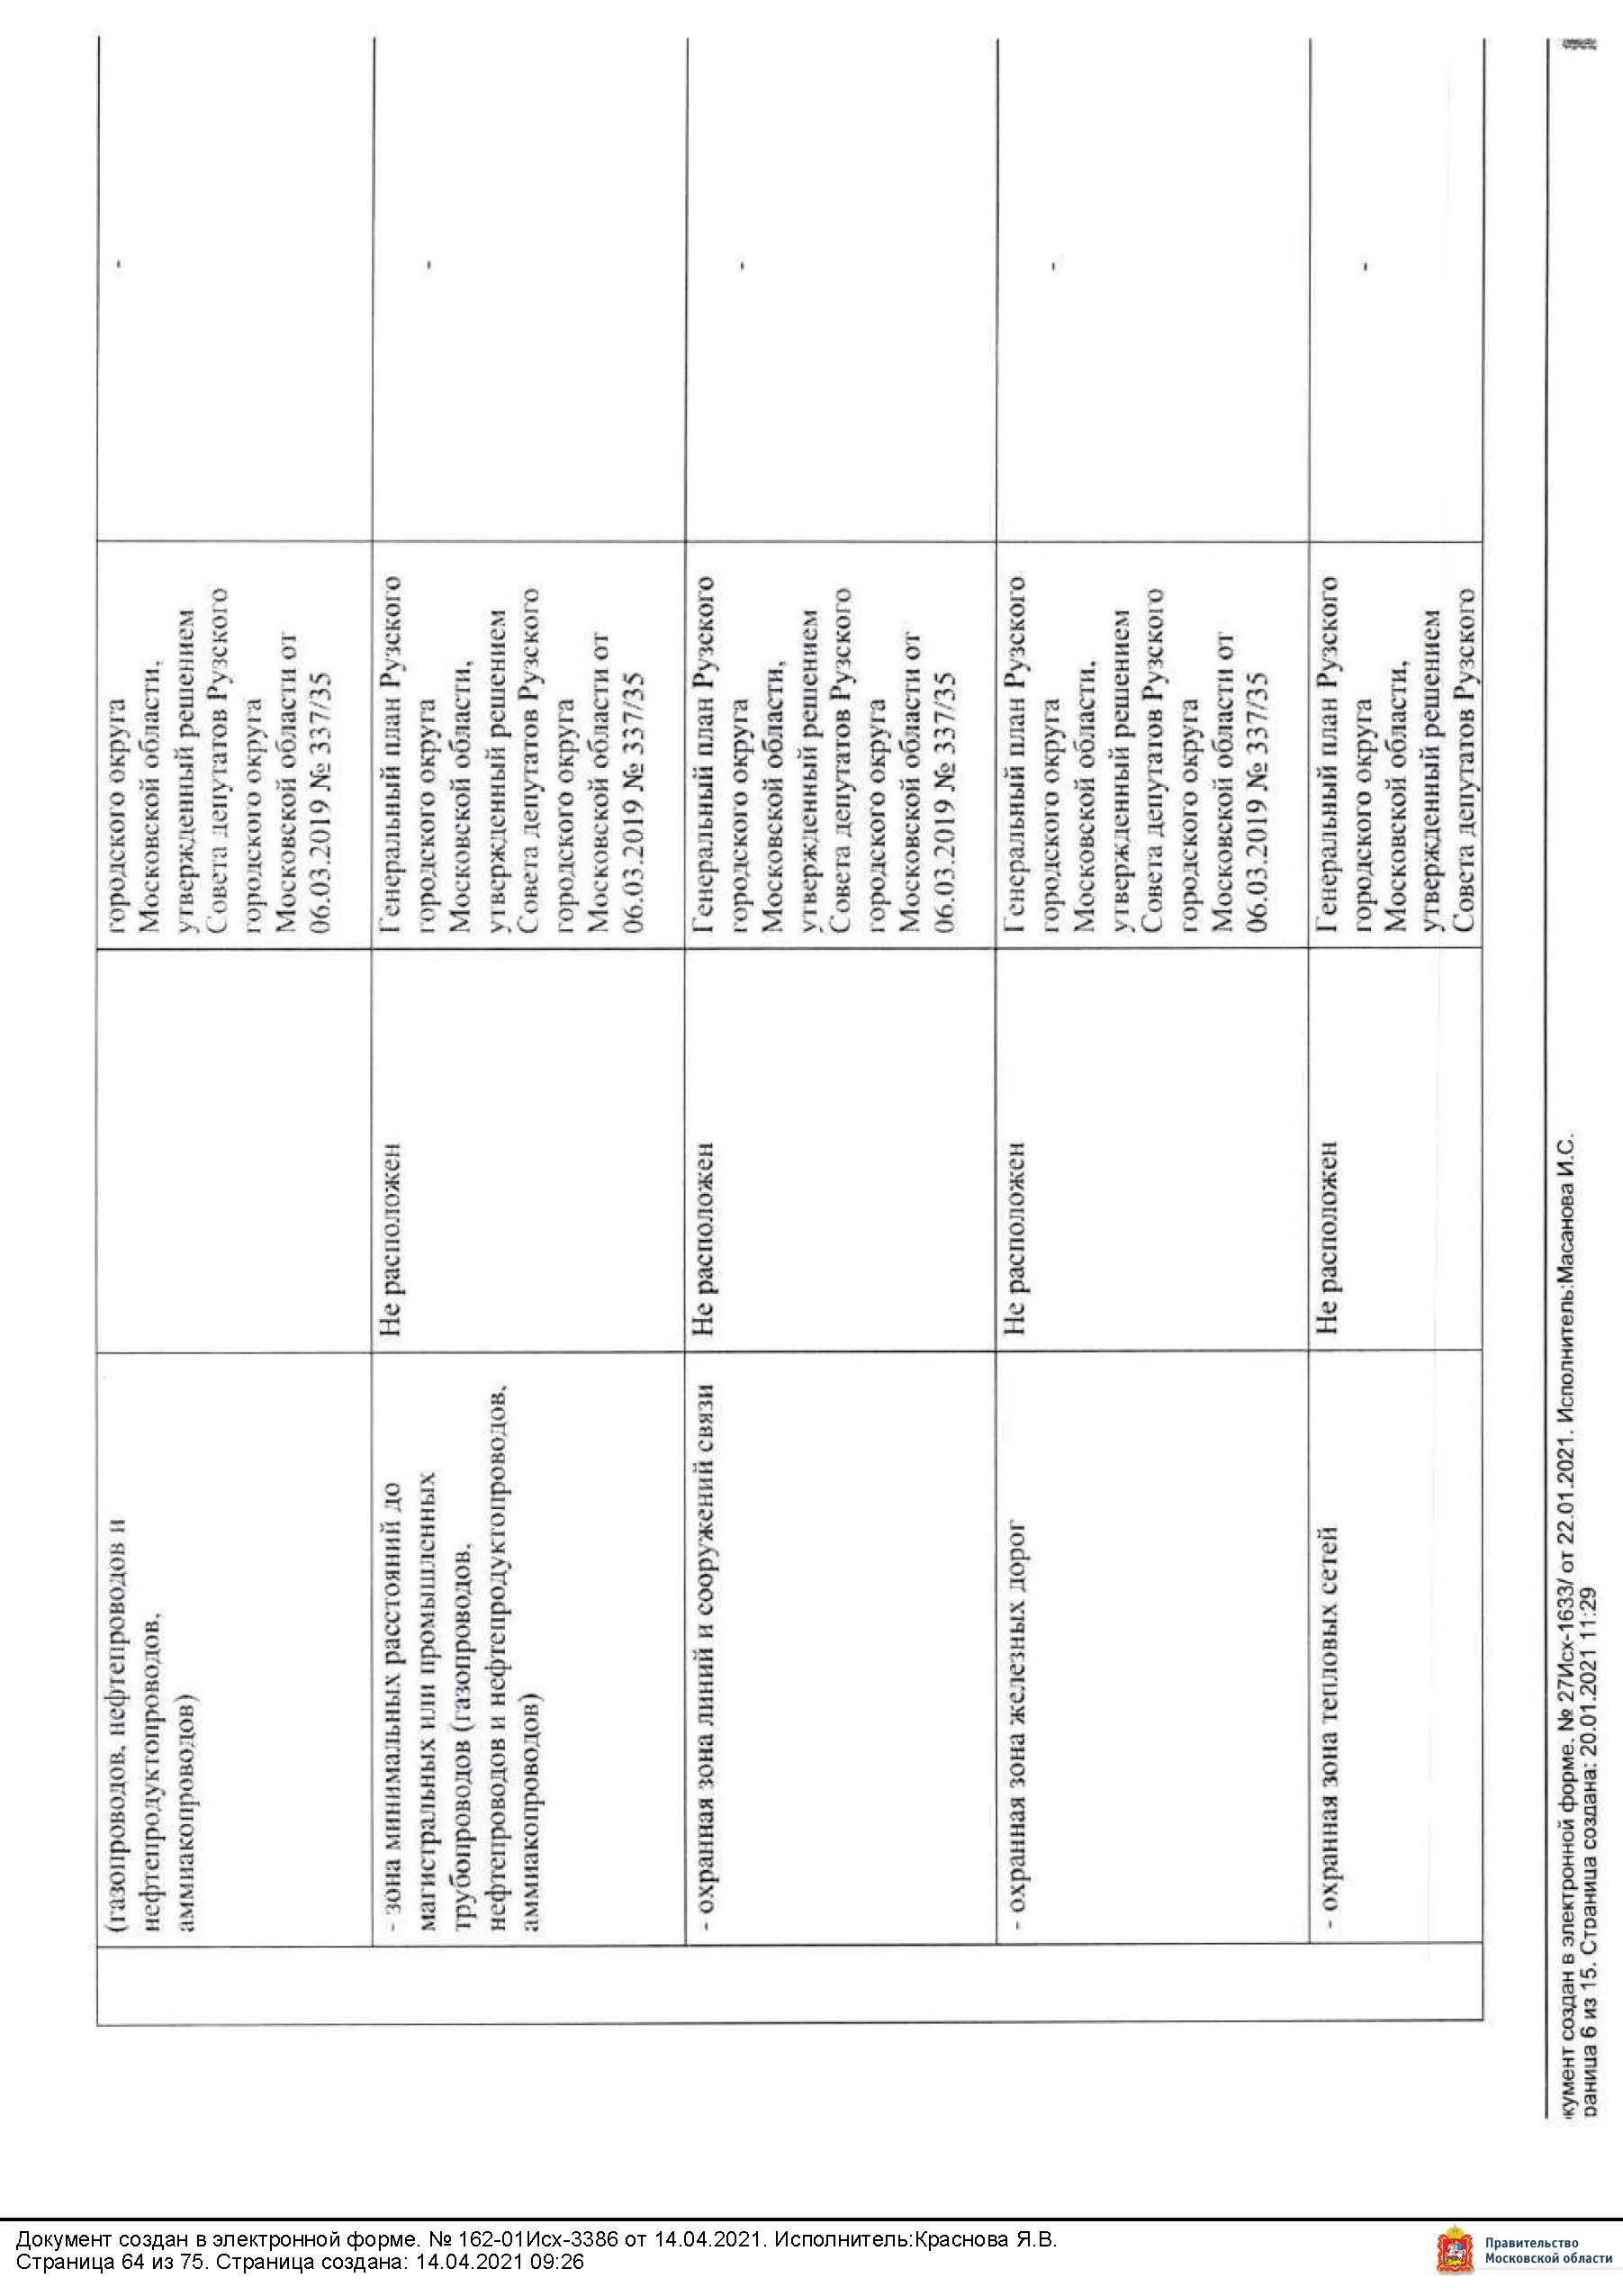 (газопроводов, нефтепроводов и
нефтепродуктопроводов,
аммиакопроводов)
городского округа
Московской области,
утвержденный решением
Совета депутатов Рузского
городского округа
Московской области от
06.03.2019 № 337/35
-
- зона минимальных расстояний до
магистральных или промышленных
трубопроводов (газопроводов,
нефтепроводов и нефтепродуктопроводов,
аммиакопроводов)
Не расположен
Генеральный план Рузского
городского округа
Московской области,
утвержденный решением
Совета депутатов Рузского
городского округа
Московской области от
06.03.2019 № 337/35
-
- охранная зона линий и сооружений связи
Не расположен
Генеральный план Рузского
городского округа
Московской области,
утвержденный решением
Совета депутатов Рузского
городского округа
Московской области от
06.03.2019 № 337/35
-
- охранная зона железных дорог
Не расположен
Генеральный план Рузского
городского округа
Московской области,
утвержденный решением
Совета депутатов Рузского
городского округа
Московской области от
06.03.2019 № 337/35
-
- охранная зона тепловых сетей
Не расположен
Генеральный план Рузского
городского округа
Московской области,
утвержденный решением
Совета депутатов Рузского
-
кумент создан в электронной форме. № 27Исх-1633/ от 22.01.2021. Исполнитель:Масанова И.С.
раница 6 из 15. Страница создана: 20.01.2021 11:29
Документ создан в электронной форме. № 162-01Исх-3386 от 14.04.2021. Исполнитель:Краснова Я.В.
Страница 64 из 75. Страница создана: 14.04.2021 09:26
Правительство
Московской области